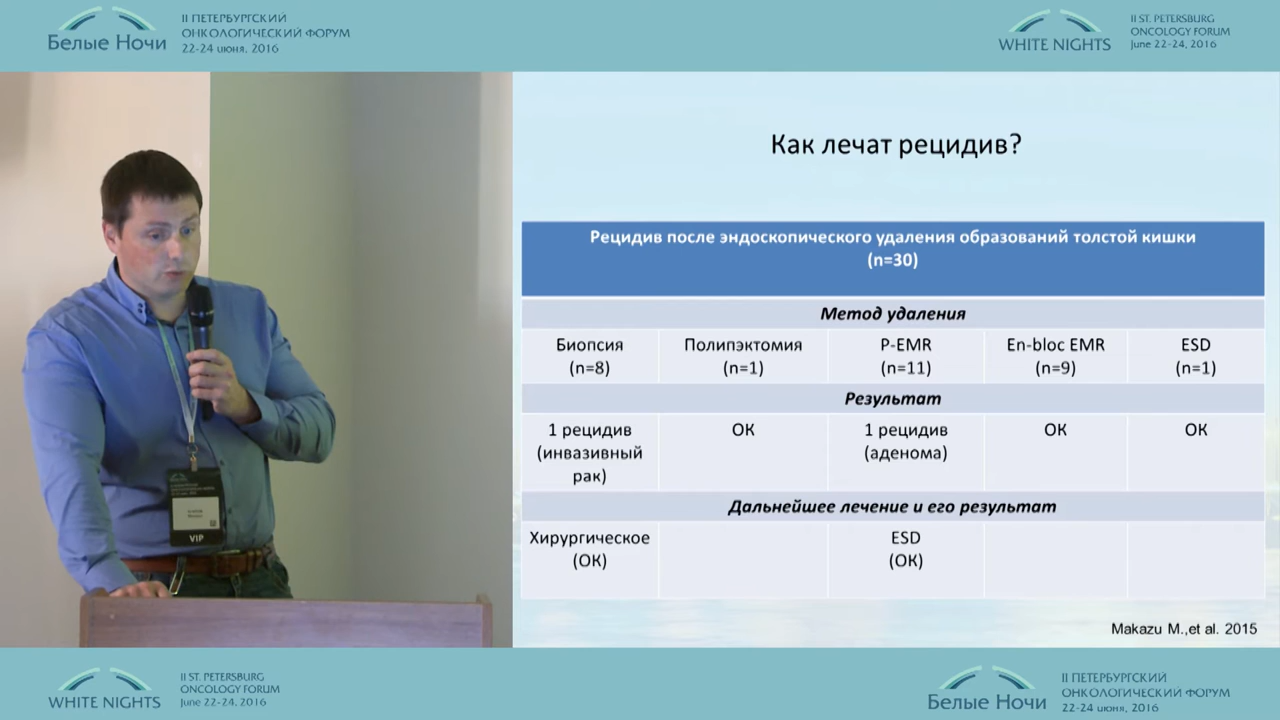 Белые Ночи
II ПЕТЕРБУРГСКИЙ
ОНКОЛОГИЧЕСКИЙ ФОРУМ
22-24 июня, 2016
WHITE NIGHTS
II ST. PETERSBURG
ONCOLOGY FORUM
June 22-24, 2016
Как лечат рецидив?
Рецидив после эндоскопического удаления образований толстой кишки
(n=30)
Метод удаления
Биопсия
(n=8)
Полипэктомия
(n=1)
P-EMR
(n=11)
En-bloc EMR
(n=9)
ESD
(n=1)
Результат
1 рецидив
(инвазивный
рак)
ОК
1 рецидив
(аденома)
ОК
ОК
Дальнейшее лечение и его результат
Хирургическое
(ОК)
ESD
(ОК)
Makazu M.,et al. 2015
VIP
WHITE NIGHTS
II ST. PETERSBURG
ONCOLOGY FORUM
June 22-24, 2016
Белые Ночи
II ПЕТЕРБУРГСКИЙ
ОНКОЛОГИЧЕСКИЙ ФОРУМ
22-24 июня, 2016